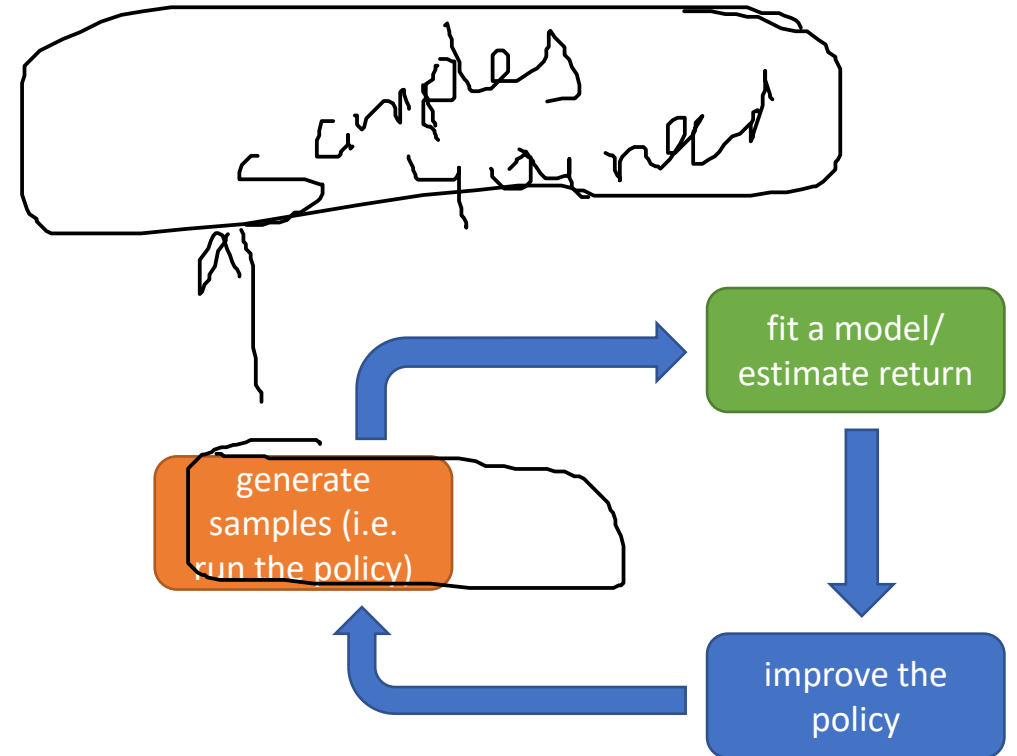 Samples
fit a model/
estimate return
generate
samples (i.e.
run the policy)
improve the
policy